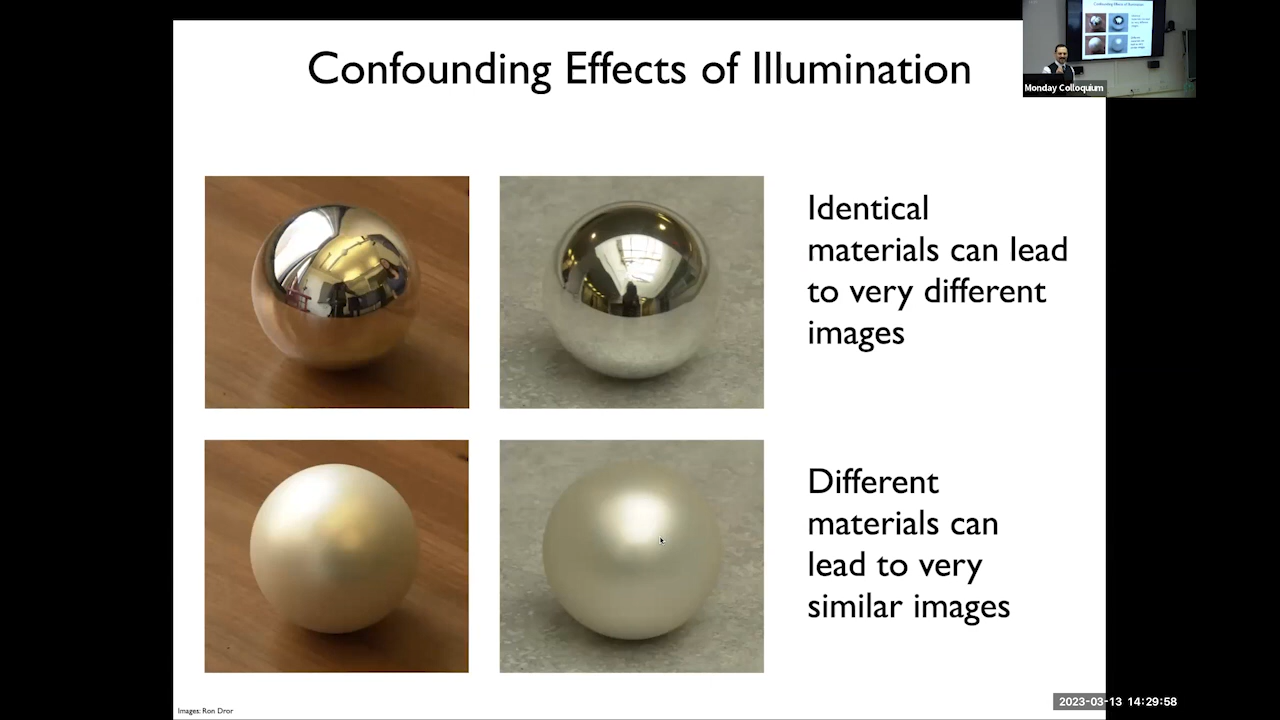 Confounding Effects of Illumination
Monday Colloquium
Identical
materials can lead
to very different
images
Different
materials can
lead to very
similar images
Images: Ron Dror
2023-03-13 14:29:58